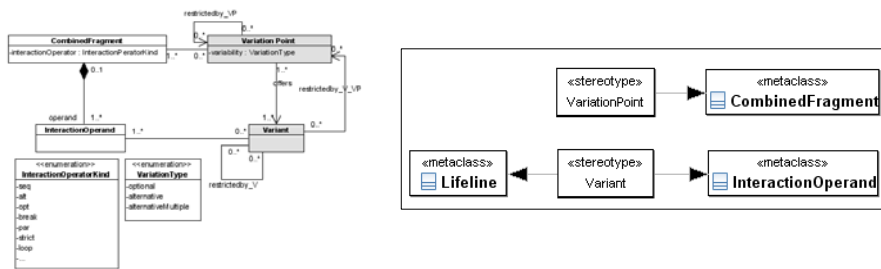 restrictedby_VP
0..*
0..*
CombinedFragment
-interactionOperator : InteractionPeratorKind
1..*
0..*
Variation Point
-variability : VariationType
0..*
0..1
1..*
offers
restrictedby_V_VP
operand
1..*
1..*
InteractionOperand
1..*
0..*
Variant
0..*
0..*
0..*
restrictedby_V
<<enumeration>>
InteractionOperatorKind
-seq
-alt
-opt
-break
-par
-strict
-loop
-...
<<enumeration>>
VariationType
-optional
-alternative
-alternativeMultiple
«stereotype»
VariationPoint
«metaclass»
CombinedFragment
«metaclass»
Lifeline
«stereotype»
Variant
«metaclass»
InteractionOperand